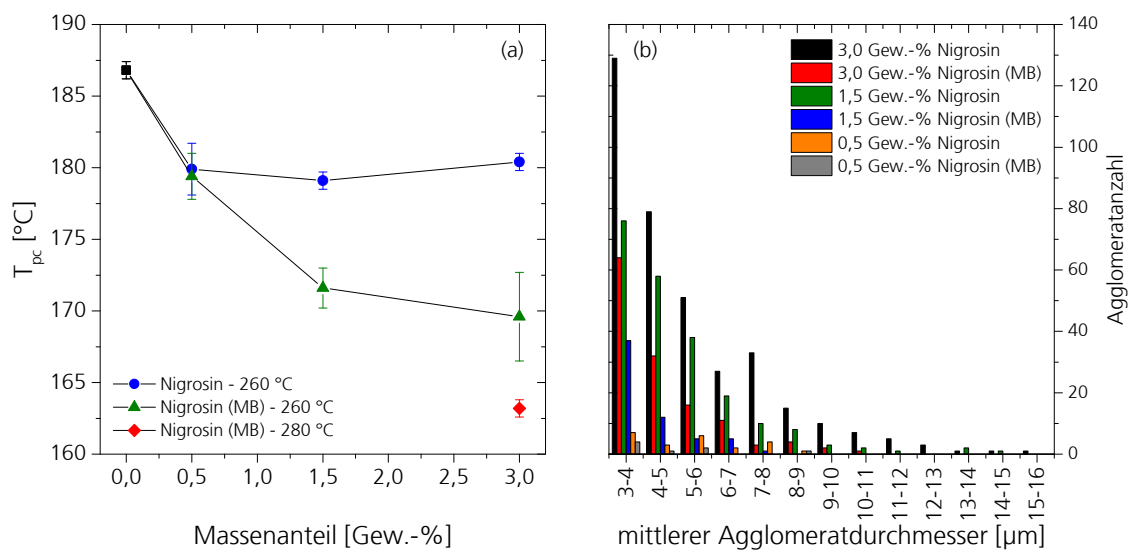 190
185
180
175
170
165
160
T_pc [°C]
(a)
Nigrosin - 260 °C
Nigrosin (MB) - 260 °C
Nigrosin (MB) - 280 °C
0,0
0,5
1,0
1,5
2,0
2,5
3,0
Massenanteil [Gew.-%]
(b)
3,0 Gew.-% Nigrosin
3,0 Gew.-% Nigrosin (MB)
1,5 Gew.-% Nigrosin
1,5 Gew.-% Nigrosin (MB)
0,5 Gew.-% Nigrosin
0,5 Gew.-% Nigrosin (MB)
140
120
100
80
60
40
20
0
Agglomeratanzahl
3-4
4-5
5-6
6-7
7-8
8-9
9-10
10-11
11-12
12-13
13-14
14-15
15-16
mittlerer Agglomeratdurchmesser [µm]